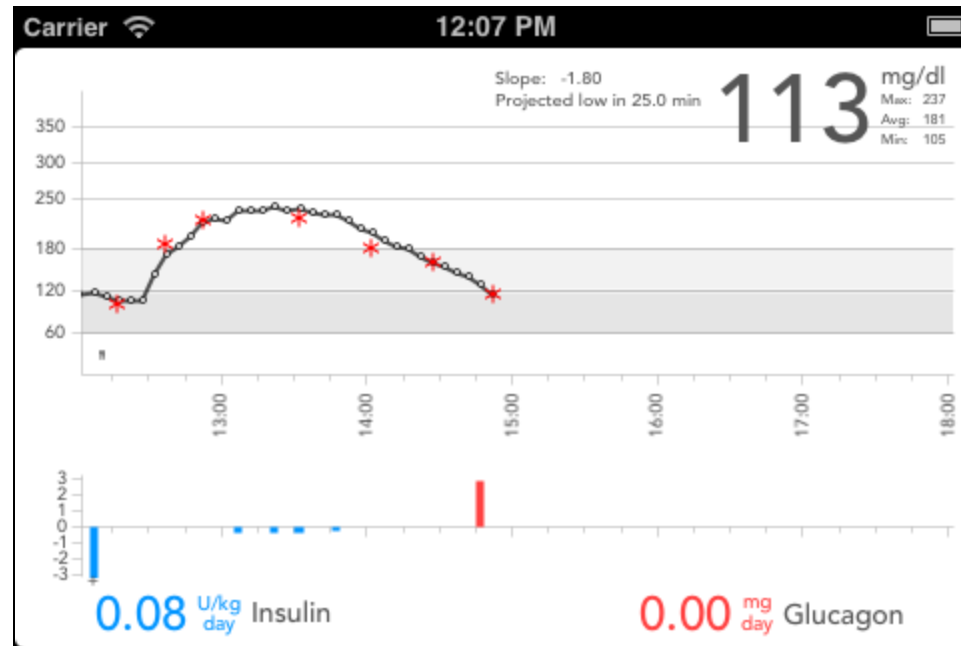 Carrier 12:07 PM
Slope: -1.80
Projected low in 25.0 min
113
mg/dl
Max: 237
Avg: 181
Min: 105
350
300
250
180
120
60
13:00
14:00
15:00
16:00
17:00
18:00
3
2
1
0
-1
-2
-3
0.08 U/kg day Insulin
0.00 mg day Glucagon